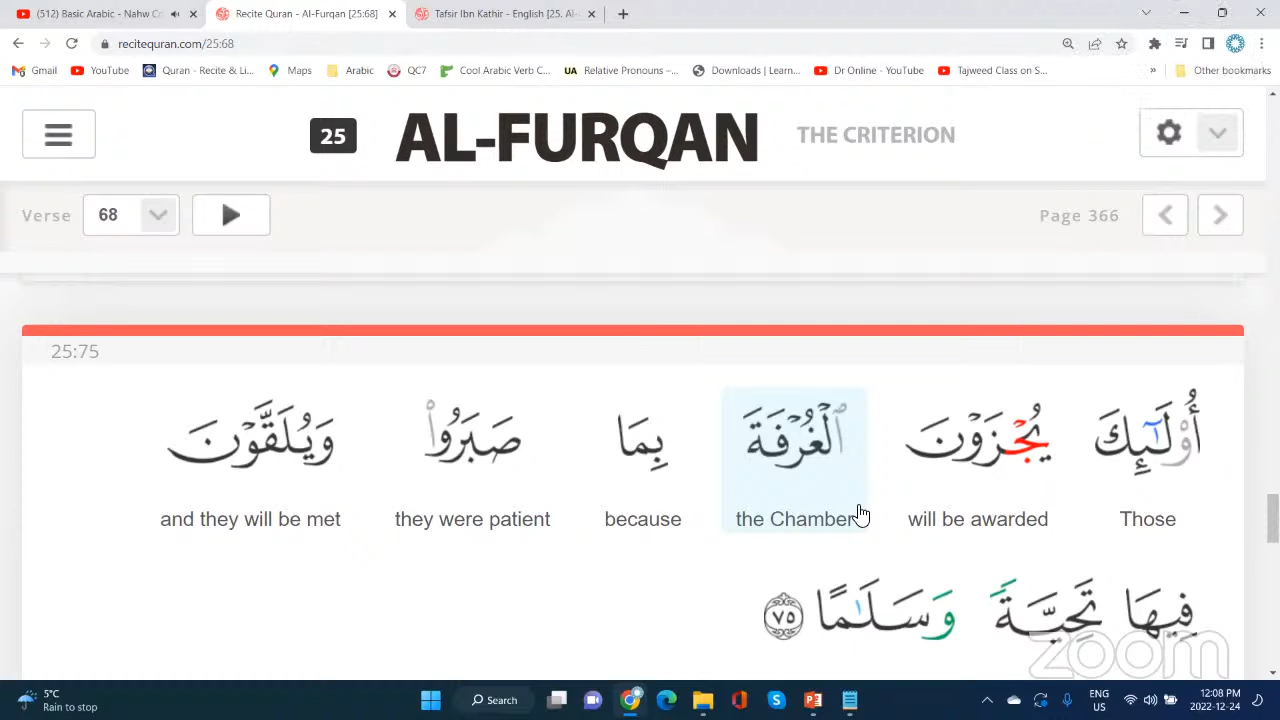 (512) Basic Arabic - Nahw Co
Recite Quran - Al-Furqan [25:68]
Tafsir Ibn Kathir - English [25. Al-
recitequran.com/25:68
Gmail
YouTube
Quran - Recite & Li...
Maps
Arabic
QC7
Cool Arabic Verb C...
UA Relative Pronouns –...
Downloads | Learn...
Dr Online - YouTube
Tajweed Class on S...
»
Other bookmarks
25 AL-FURQAN THE CRITERION
Verse 68
Page 366
25:75
أُو۟لَـٰٓئِكَ يُجْزَوْنَ ٱلْغُرْفَةَ بِمَا صَبَرُوا۟ وَيُلَقَّوْنَ
Those will be awarded the Chamber because they were patient and they will be met
فِيهَا تَحِيَّةً وَسَلَـٰمًا ٧٥
zoom
5°C
Rain to stop
Search
ENG
US
12:08 PM
2022-12-24